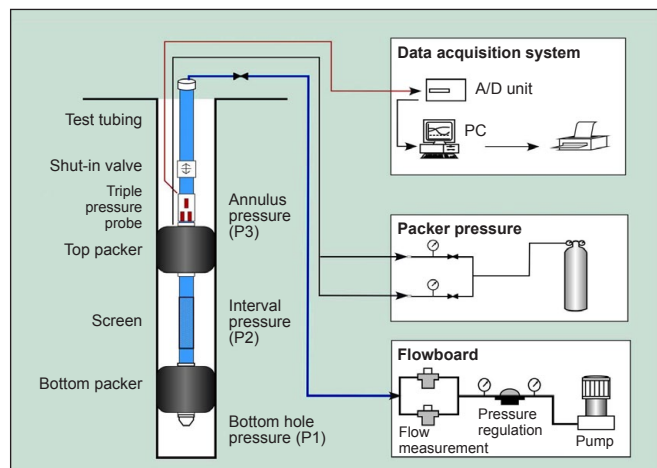 Test tubing
Shut-in valve
Triple
pressure
probe
Top packer
Screen
Bottom packer
Annulus
pressure
(P3)
Interval
pressure
(P2)
Bottom hole
pressure (P1)
Data acquisition system
A/D unit
PC
Packer pressure
Flowboard
Flow
measurement
Pressure
regulation
Pump